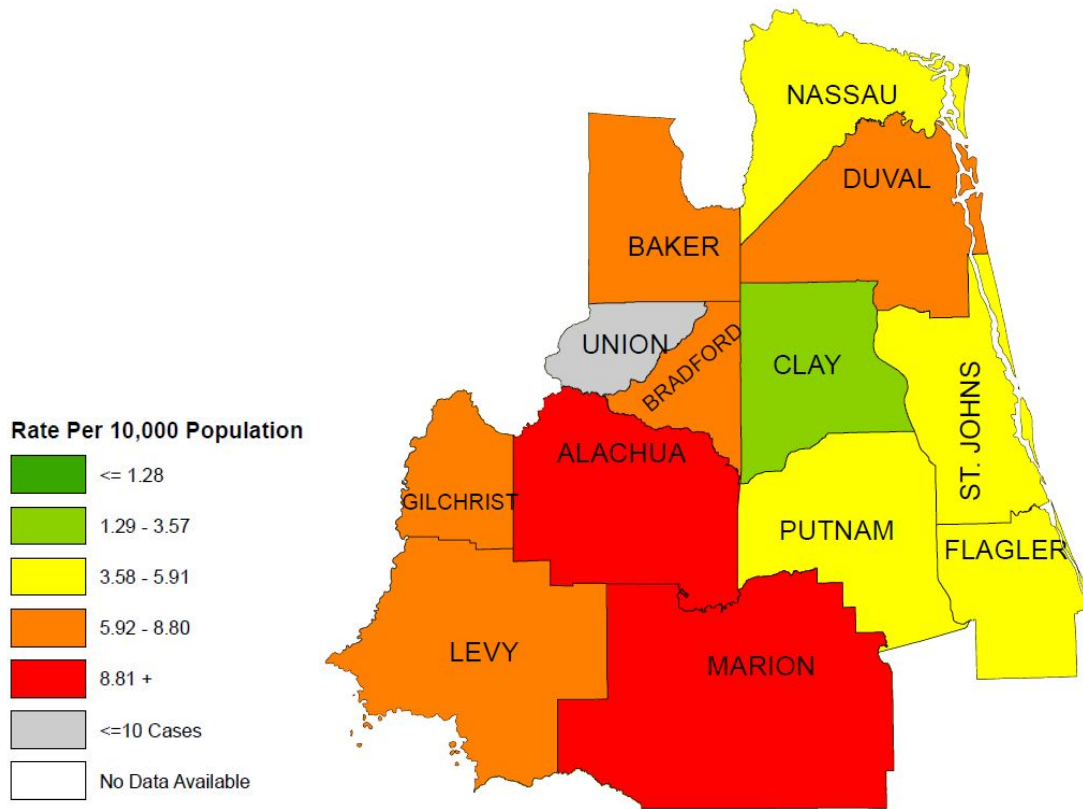 NASSAU
DUVAL
BAKER
UNION
BRADFORD
CLAY
ST. JOHNS
ALACHUA
GILCHRIST
PUTNAM
FLAGLER
LEVY
MARION
Rate Per 10,000 Population
<= 1.28
1.29 - 3.57
3.58 - 5.91
5.92 - 8.80
8.81 +
<=10 Cases
No Data Available